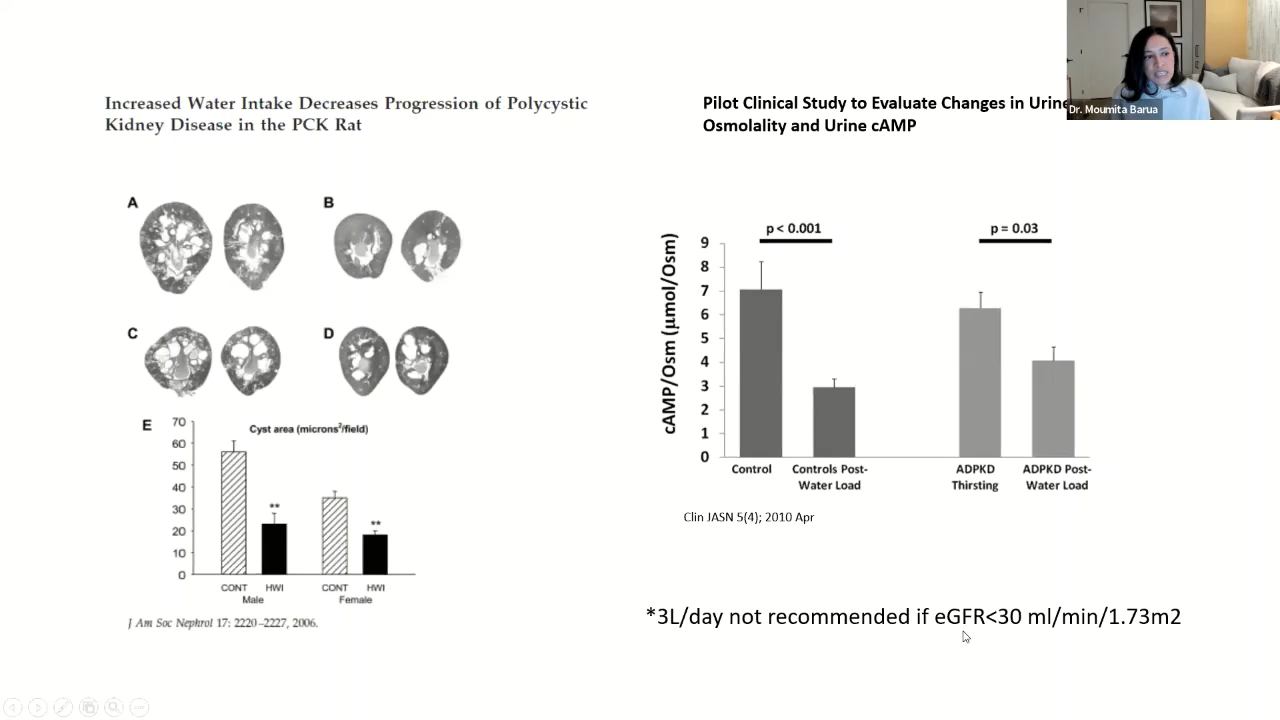 Increased Water Intake Decreases Progression of Polycystic
Kidney Disease in the PCK Rat
A
B
C
D
E
Cyst area (microns²/field)
70
60
50
40
30
20
10
0
**
**
CONT HWI CONT HWI
Male Female
J Am Soc Nephrol 17: 2220–2227, 2006.
Pilot Clinical Study to Evaluate Changes in Urine
Osmolality and Urine cAMP
Dr. Moumita Barua
p < 0.001
p = 0.03
cAMP/Osm (µmol/Osm)
9
8
7
6
5
4
3
2
1
0
Control
Controls Post-
Water Load
ADPKD
Thirsting
ADPKD Post-
Water Load
Clin JASN 5(4); 2010 Apr
*3L/day not recommended if eGFR<30 ml/min/1.73m2